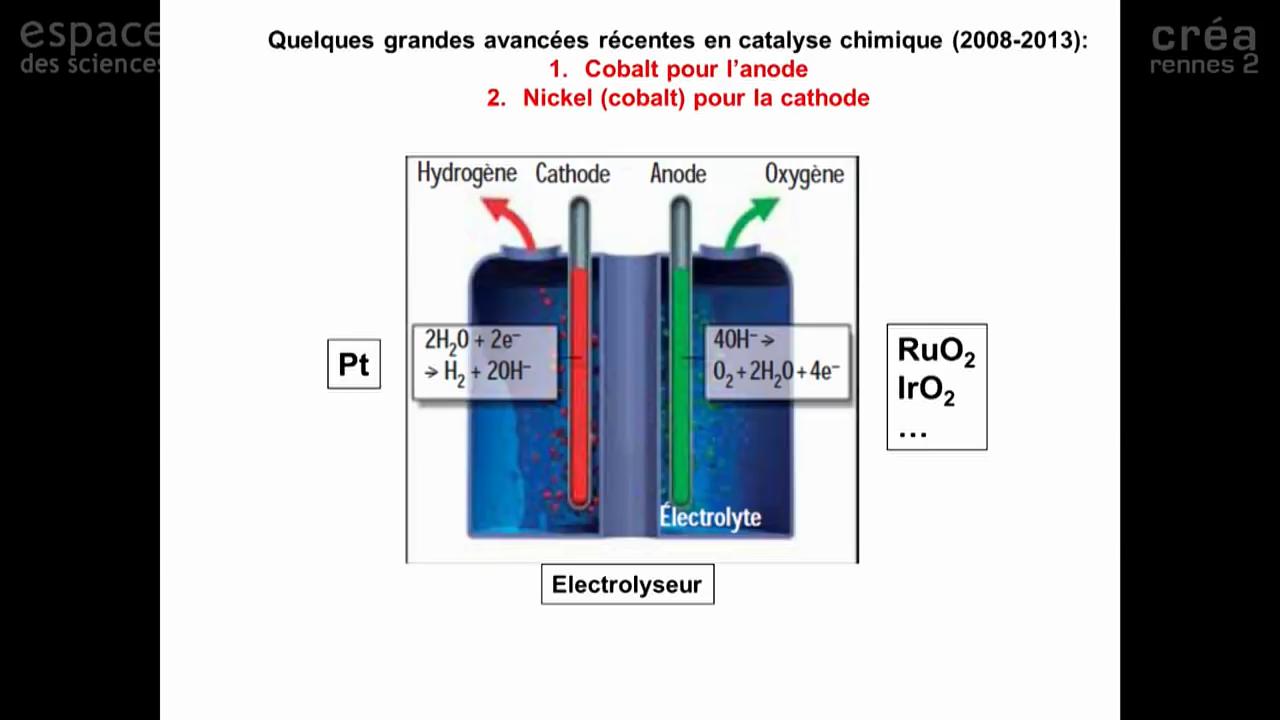 espace
des sciences
créa
rennes 2
Quelques grandes avancées récentes en catalyse chimique (2008-2013):
1. Cobalt pour l'anode
2. Nickel (cobalt) pour la cathode
Hydrogène Cathode Anode Oxygène
2H₂O + 2e⁻
→ H₂ + 2OH⁻
4OH⁻ →
O₂ + 2H₂O + 4e⁻
Pt
RuO₂
IrO₂
...
Électrolyte
Electrolyseur